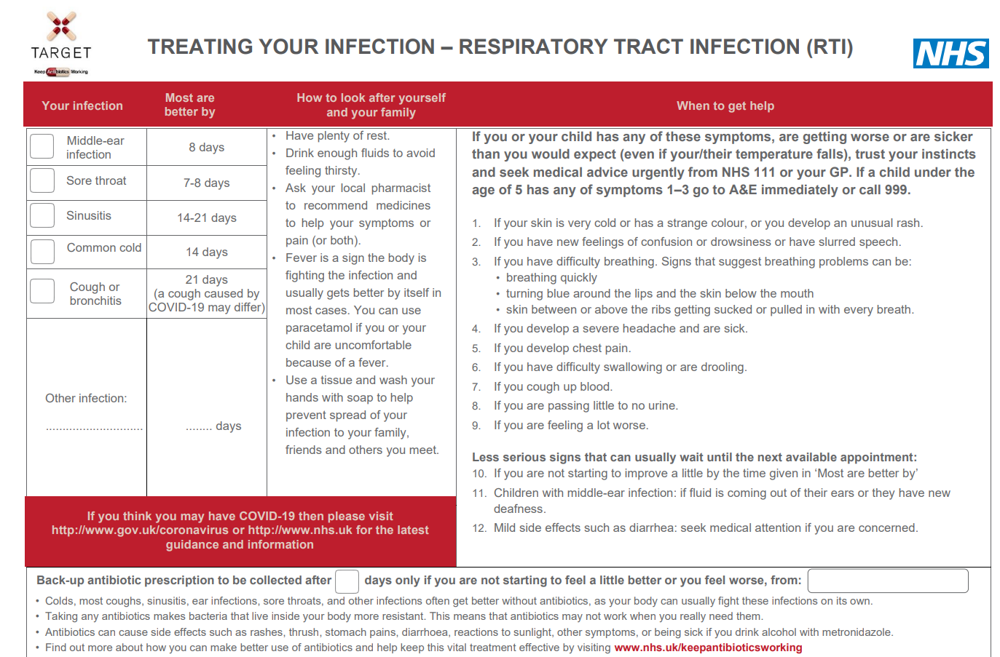 TARGET
Keep Antibiotics Working
TREATING YOUR INFECTION – RESPIRATORY TRACT INFECTION (RTI)
NHS
Your infection
Most are
better by
How to look after yourself
and your family
When to get help
Middle-ear
infection
8 days
Sore throat
7-8 days
Sinusitis
14-21 days
Common cold
14 days
Cough or
bronchitis
21 days
(a cough caused by
COVID-19 may differ)
Other infection:
.............................
........ days
• Have plenty of rest.
• Drink enough fluids to avoid
feeling thirsty.
• Ask your local pharmacist
to recommend medicines
to help your symptoms or
pain (or both).
• Fever is a sign the body is
fighting the infection and
usually gets better by itself in
most cases. You can use
paracetamol if you or your
child are uncomfortable
because of a fever.
• Use a tissue and wash your
hands with soap to help
prevent spread of your
infection to your family,
friends and others you meet.
If you or your child has any of these symptoms, are getting worse or are sicker
than you would expect (even if your/their temperature falls), trust your instincts
and seek medical advice urgently from NHS 111 or your GP. If a child under the
age of 5 has any of symptoms 1–3 go to A&E immediately or call 999.
1. If your skin is very cold or has a strange colour, or you develop an unusual rash.
2. If you have new feelings of confusion or drowsiness or have slurred speech.
3. If you have difficulty breathing. Signs that suggest breathing problems can be:
• breathing quickly
• turning blue around the lips and the skin below the mouth
• skin between or above the ribs getting sucked or pulled in with every breath.
4. If you develop a severe headache and are sick.
5. If you develop chest pain.
6. If you have difficulty swallowing or are drooling.
7. If you cough up blood.
8. If you are passing little to no urine.
9. If you are feeling a lot worse.
Less serious signs that can usually wait until the next available appointment:
10. If you are not starting to improve a little by the time given in ‘Most are better by’
11. Children with middle-ear infection: if fluid is coming out of their ears or they have new
deafness.
12. Mild side effects such as diarrhea: seek medical attention if you are concerned.
If you think you may have COVID-19 then please visit
http://www.gov.uk/coronavirus or http://www.nhs.uk for the latest
guidance and information
Back-up antibiotic prescription to be collected after days only if you are not starting to feel a little better or you feel worse, from:
• Colds, most coughs, sinusitis, ear infections, sore throats, and other infections often get better without antibiotics, as your body can usually fight these infections on its own.
• Taking any antibiotics makes bacteria that live inside your body more resistant. This means that antibiotics may not work when you really need them.
• Antibiotics can cause side effects such as rashes, thrush, stomach pains, diarrhoea, reactions to sunlight, other symptoms, or being sick if you drink alcohol with metronidazole.
• Find out more about how you can make better use of antibiotics and help keep this vital treatment effective by visiting www.nhs.uk/keepantibioticsworking